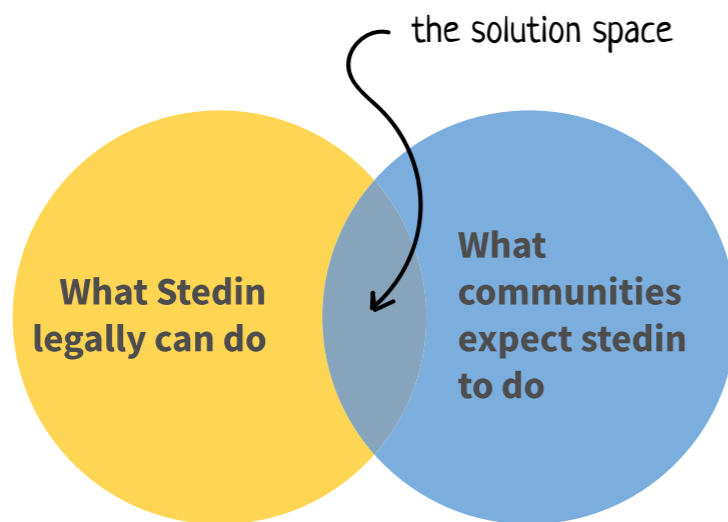 the solution space
What Stedin
legally can do
What
communities
expect stedin
to do